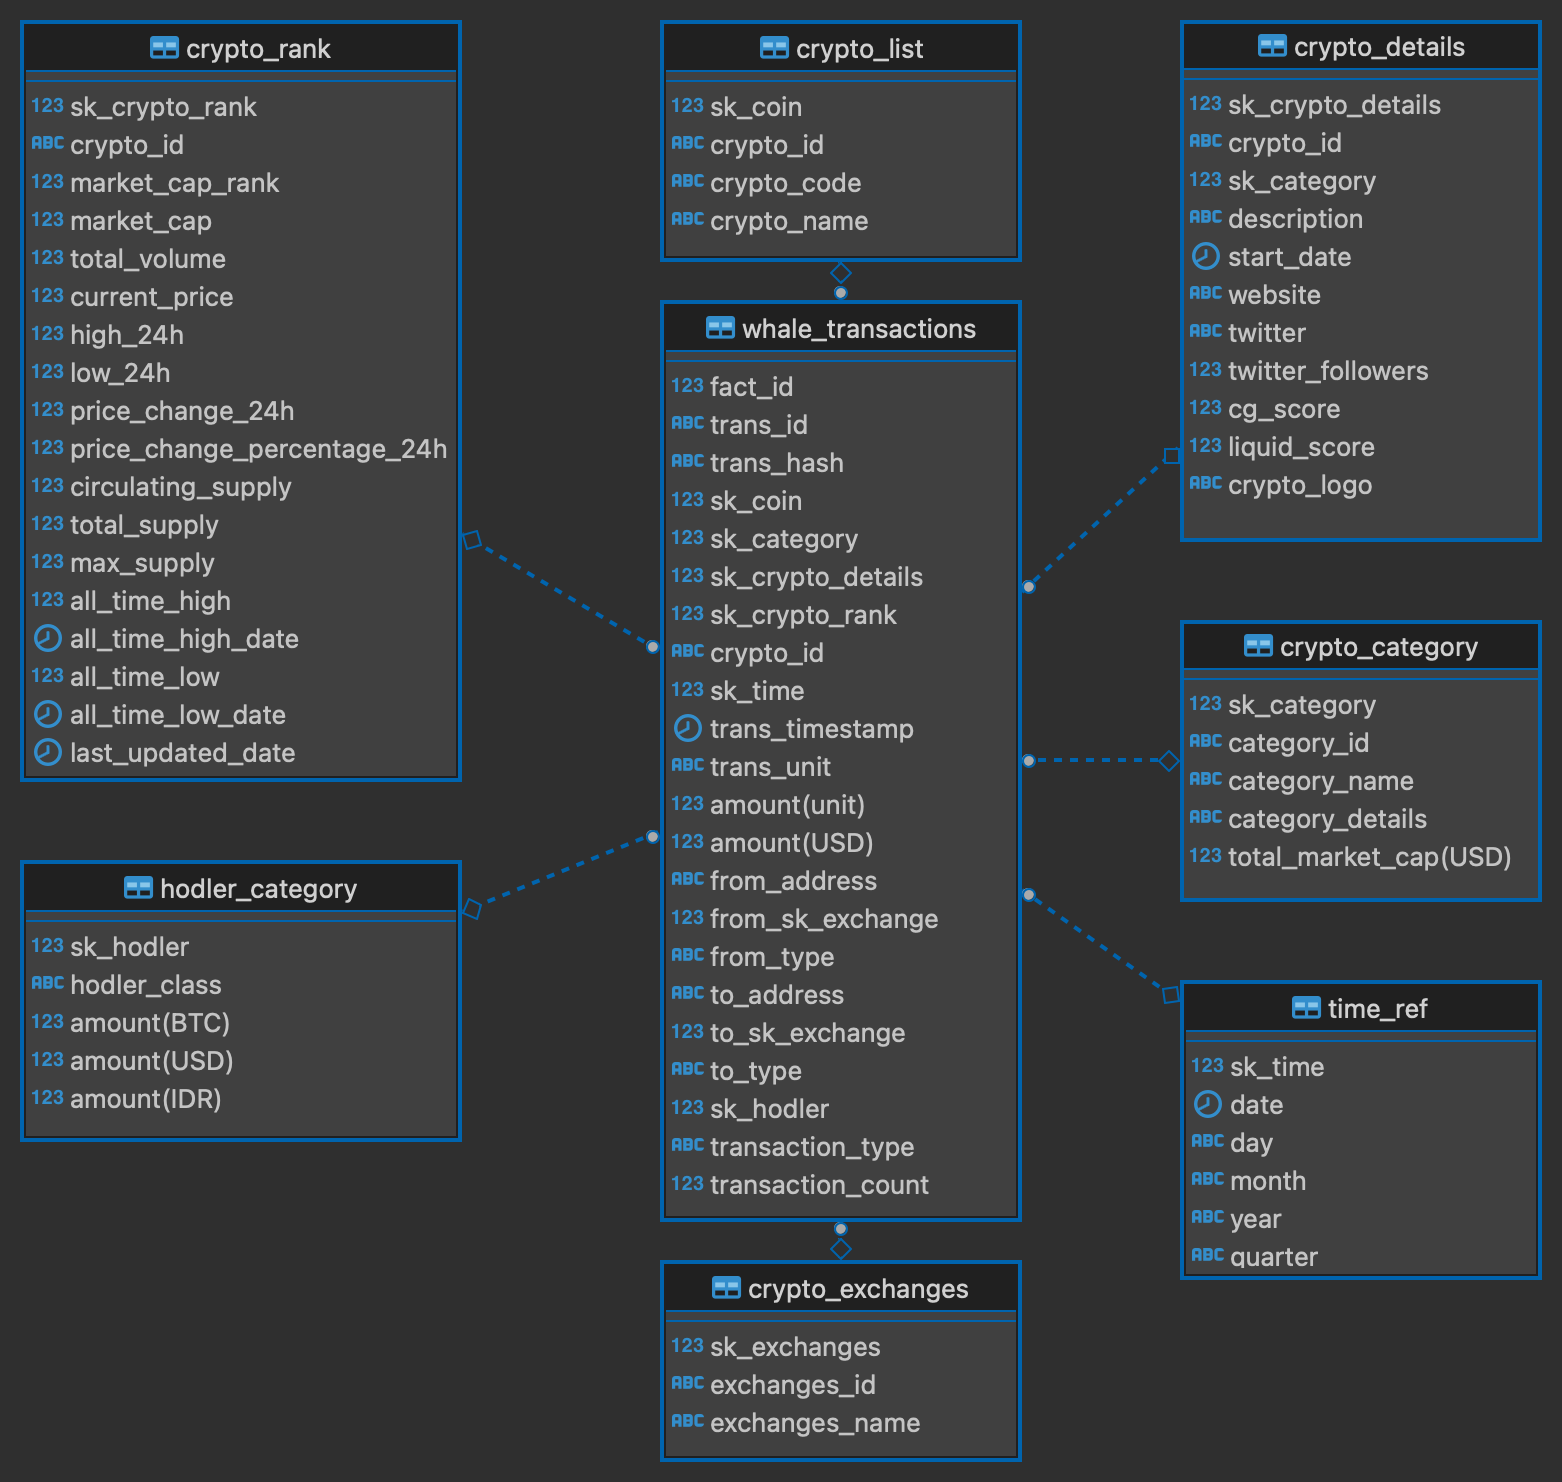 crypto_rank
123 sk_crypto_rank
ABC crypto_id
123 market_cap_rank
123 market_cap
123 total_volume
123 current_price
123 high_24h
123 low_24h
123 price_change_24h
123 price_change_percentage_24h
123 circulating_supply
123 total_supply
123 max_supply
123 all_time_high
all_time_high_date
123 all_time_low
all_time_low_date
last_updated_date
hodler_category
123 sk_hodler
ABC hodler_class
123 amount(BTC)
123 amount(USD)
123 amount(IDR)
crypto_list
123 sk_coin
ABC crypto_id
ABC crypto_code
ABC crypto_name
whale_transactions
123 fact_id
ABC trans_id
ABC trans_hash
123 sk_coin
123 sk_category
123 sk_crypto_details
123 sk_crypto_rank
ABC crypto_id
123 sk_time
trans_timestamp
ABC trans_unit
123 amount(unit)
123 amount(USD)
ABC from_address
123 from_sk_exchange
ABC from_type
ABC to_address
123 to_sk_exchange
ABC to_type
123 sk_hodler
ABC transaction_type
123 transaction_count
crypto_exchanges
123 sk_exchanges
ABC exchanges_id
ABC exchanges_name
crypto_details
123 sk_crypto_details
ABC crypto_id
123 sk_category
ABC description
start_date
ABC website
ABC twitter
123 twitter_followers
123 cg_score
123 liquid_score
ABC crypto_logo
crypto_category
123 sk_category
ABC category_id
ABC category_name
ABC category_details
123 total_market_cap(USD)
time_ref
123 sk_time
date
ABC day
ABC month
ABC year
ABC quarter